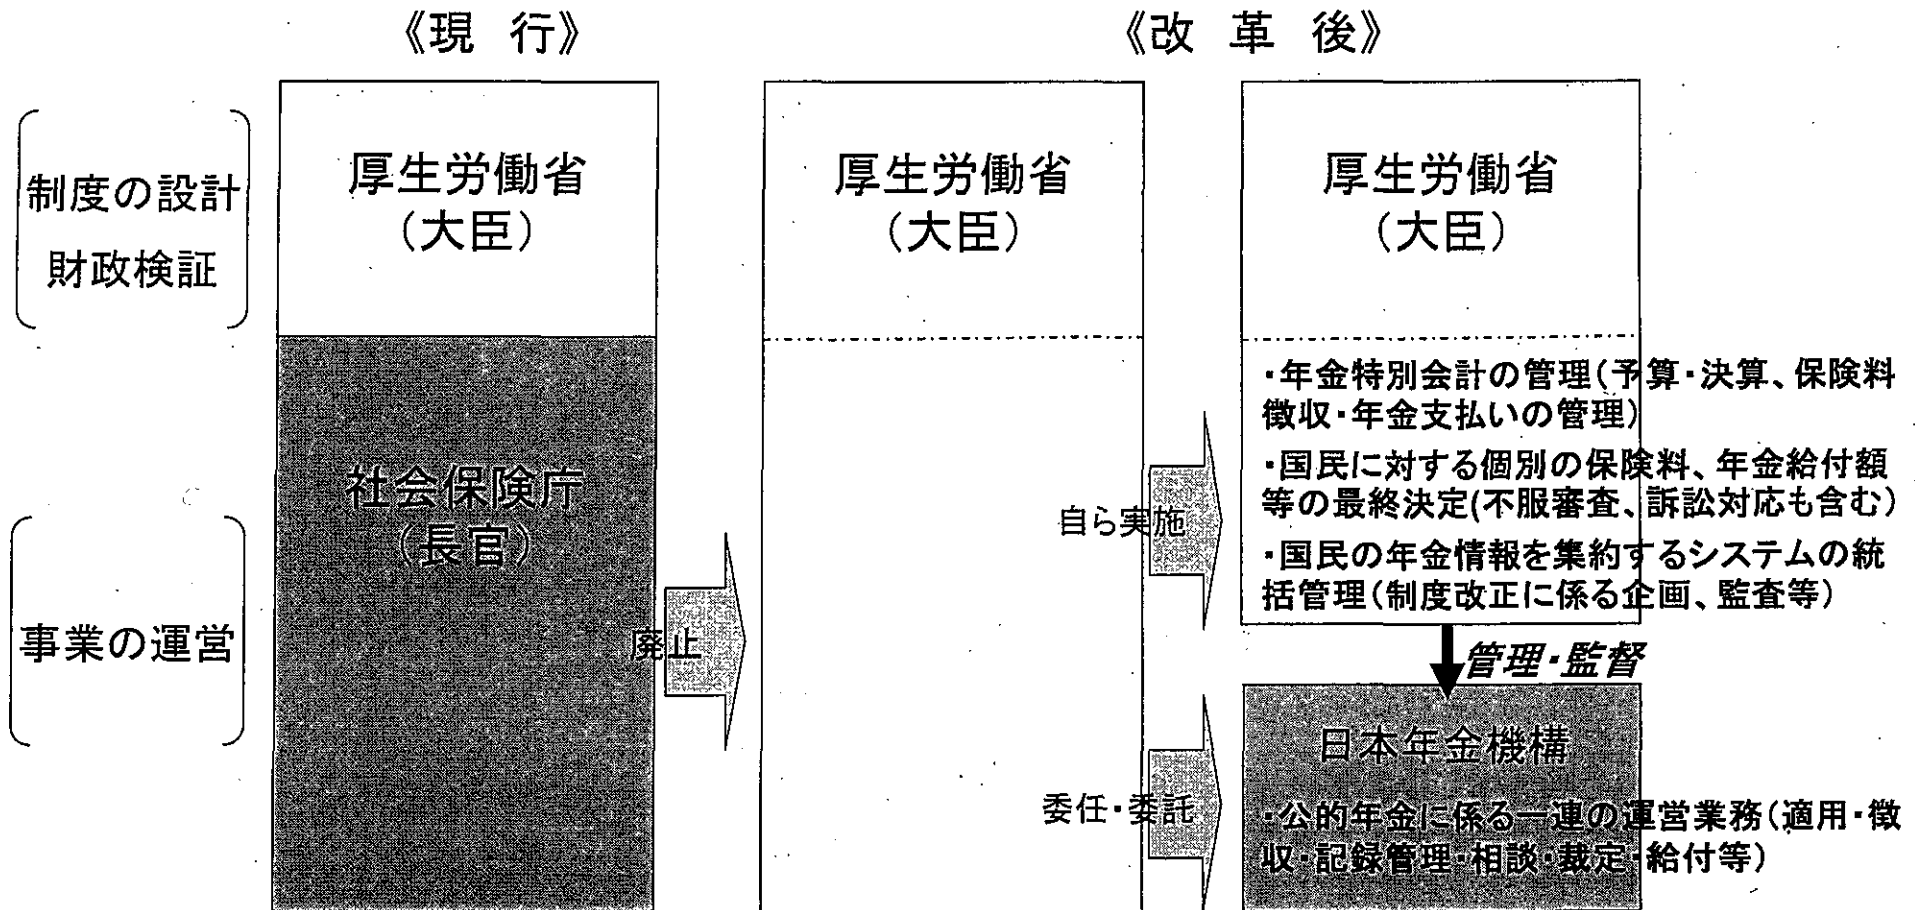 《現 行》
《改 革 後》
制度の設計
財政検証
事業の運営
厚生労働省
（大臣）
社会保険庁
（長官）
廃止
厚生労働省
（大臣）
自ら実施
委任・委託
厚生労働省
（大臣）
・年金特別会計の管理（予算・決算、保険料
徴収・年金支払いの管理）
・国民に対する個別の保険料、年金給付額
等の最終決定(不服審査、訴訟対応も含む）
・国民の年金情報を集約するシステムの統
括管理（制度改正に係る企画、監査等）
管理・監督
日本年金機構
・公的年金に係る一連の運営業務（適用・徴
収・記録管理・相談・裁定・給付等）